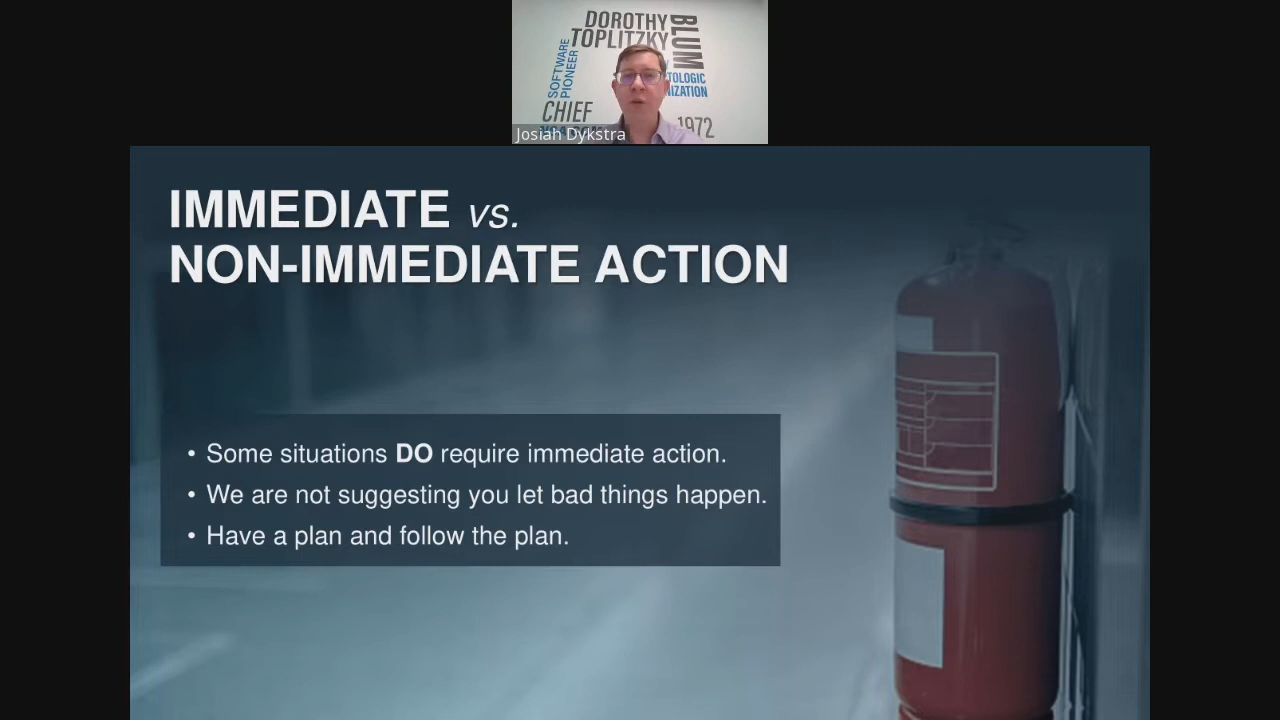 DOROTHY
TOPLITZKY
BLUM
SOFTWARE
PIONEER
CHIEF
1972
Josiah Dykstra
IMMEDIATE vs.
NON-IMMEDIATE ACTION
• Some situations DO require immediate action.
• We are not suggesting you let bad things happen.
• Have a plan and follow the plan.